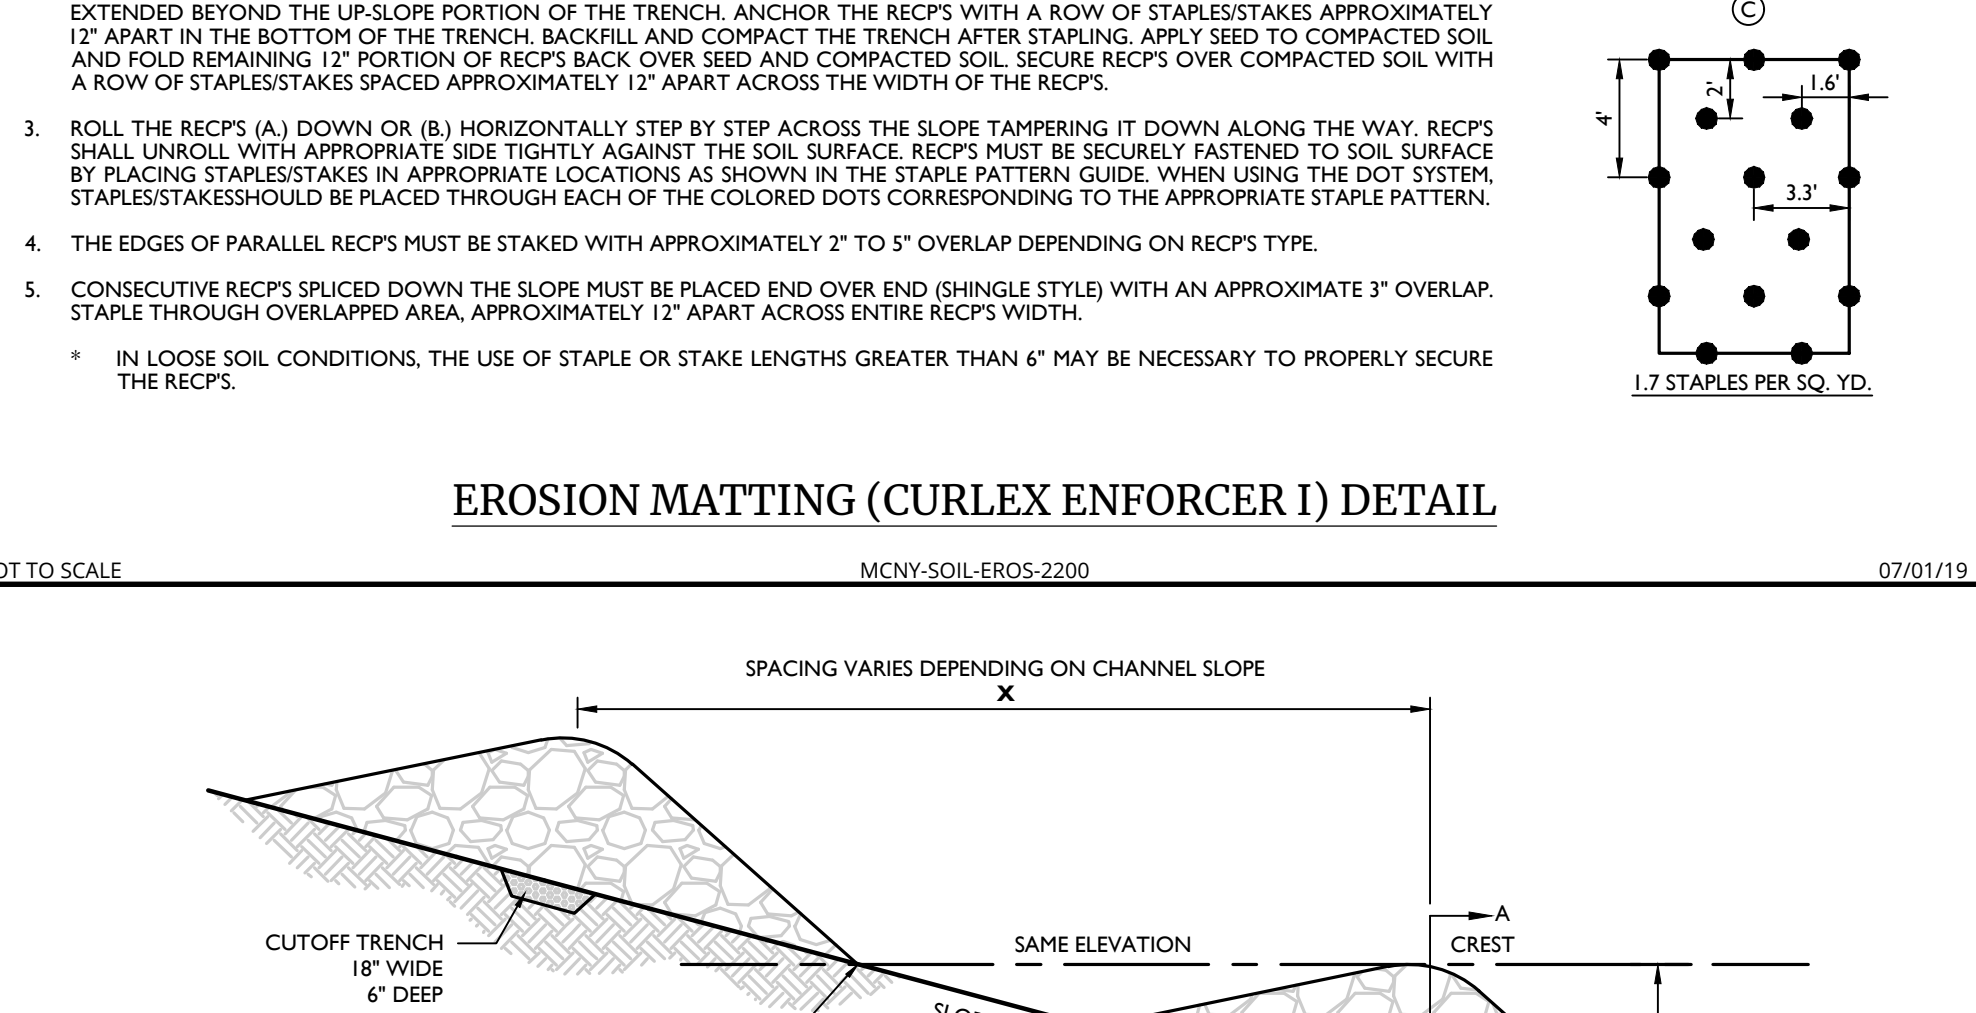 EXTENDED BEYOND THE UP-SLOPE PORTION OF THE TRENCH. ANCHOR THE RECP'S WITH A ROW OF STAPLES/STAKES APPROXIMATELY
12" APART IN THE BOTTOM OF THE TRENCH. BACKFILL AND COMPACT THE TRENCH AFTER STAPLING. APPLY SEED TO COMPACTED SOIL
AND FOLD REMAINING 12" PORTION OF RECP'S BACK OVER SEED AND COMPACTED SOIL. SECURE RECP'S OVER COMPACTED SOIL WITH
A ROW OF STAPLES/STAKES SPACED APPROXIMATELY 12" APART ACROSS THE WIDTH OF THE RECP'S.
3. ROLL THE RECP'S (A.) DOWN OR (B.) HORIZONTALLY STEP BY STEP ACROSS THE SLOPE TAMPERING IT DOWN ALONG THE WAY. RECP'S
SHALL UNROLL WITH APPROPRIATE SIDE TIGHTLY AGAINST THE SOIL SURFACE. RECP'S MUST BE SECURELY FASTENED TO SOIL SURFACE
BY PLACING STAPLES/STAKES IN APPROPRIATE LOCATIONS AS SHOWN IN THE STAPLE PATTERN GUIDE. WHEN USING THE DOT SYSTEM,
STAPLES/STAKESSHOULD BE PLACED THROUGH EACH OF THE COLORED DOTS CORRESPONDING TO THE APPROPRIATE STAPLE PATTERN.
4. THE EDGES OF PARALLEL RECP'S MUST BE STAKED WITH APPROXIMATELY 2" TO 5" OVERLAP DEPENDING ON RECP'S TYPE.
5. CONSECUTIVE RECP'S SPLICED DOWN THE SLOPE MUST BE PLACED END OVER END (SHINGLE STYLE) WITH AN APPROXIMATE 3" OVERLAP.
STAPLE THROUGH OVERLAPPED AREA, APPROXIMATELY 12" APART ACROSS ENTIRE RECP'S WIDTH.
* IN LOOSE SOIL CONDITIONS, THE USE OF STAPLE OR STAKE LENGTHS GREATER THAN 6" MAY BE NECESSARY TO PROPERLY SECURE
THE RECP'S.
C
2'
1.6'
4'
3.3'
1.7 STAPLES PER SQ. YD.
EROSION MATTING (CURLEX ENFORCER I) DETAIL
OT TO SCALE
MCNY-SOIL-EROS-2200
07/01/19
SPACING VARIES DEPENDING ON CHANNEL SLOPE
X
A
CUTOFF TRENCH
18" WIDE
6" DEEP
SAME ELEVATION
CREST